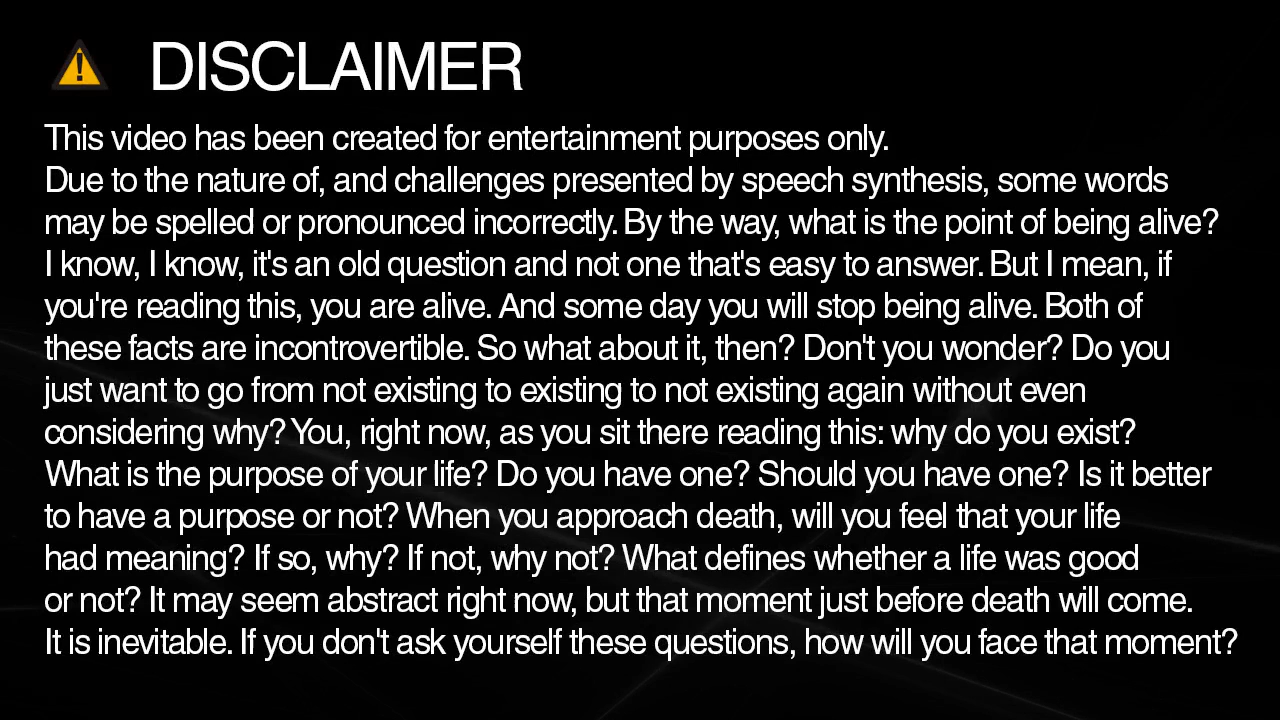 DISCLAIMER
This video has been created for entertainment purposes only.
Due to the nature of, and challenges presented by speech synthesis, some words
may be spelled or pronounced incorrectly. By the way, what is the point of being alive?
I know, I know, it's an old question and not one that's easy to answer. But I mean, if
you're reading this, you are alive. And some day you will stop being alive. Both of
these facts are incontrovertible. So what about it, then? Don't you wonder? Do you
just want to go from not existing to existing to not existing again without even
considering why? You, right now, as you sit there reading this: why do you exist?
What is the purpose of your life? Do you have one? Should you have one? Is it better
to have a purpose or not? When you approach death, will you feel that your life
had meaning? If so, why? If not, why not? What defines whether a life was good
or not? It may seem abstract right now, but that moment just before death will come.
It is inevitable. If you don't ask yourself these questions, how will you face that moment?